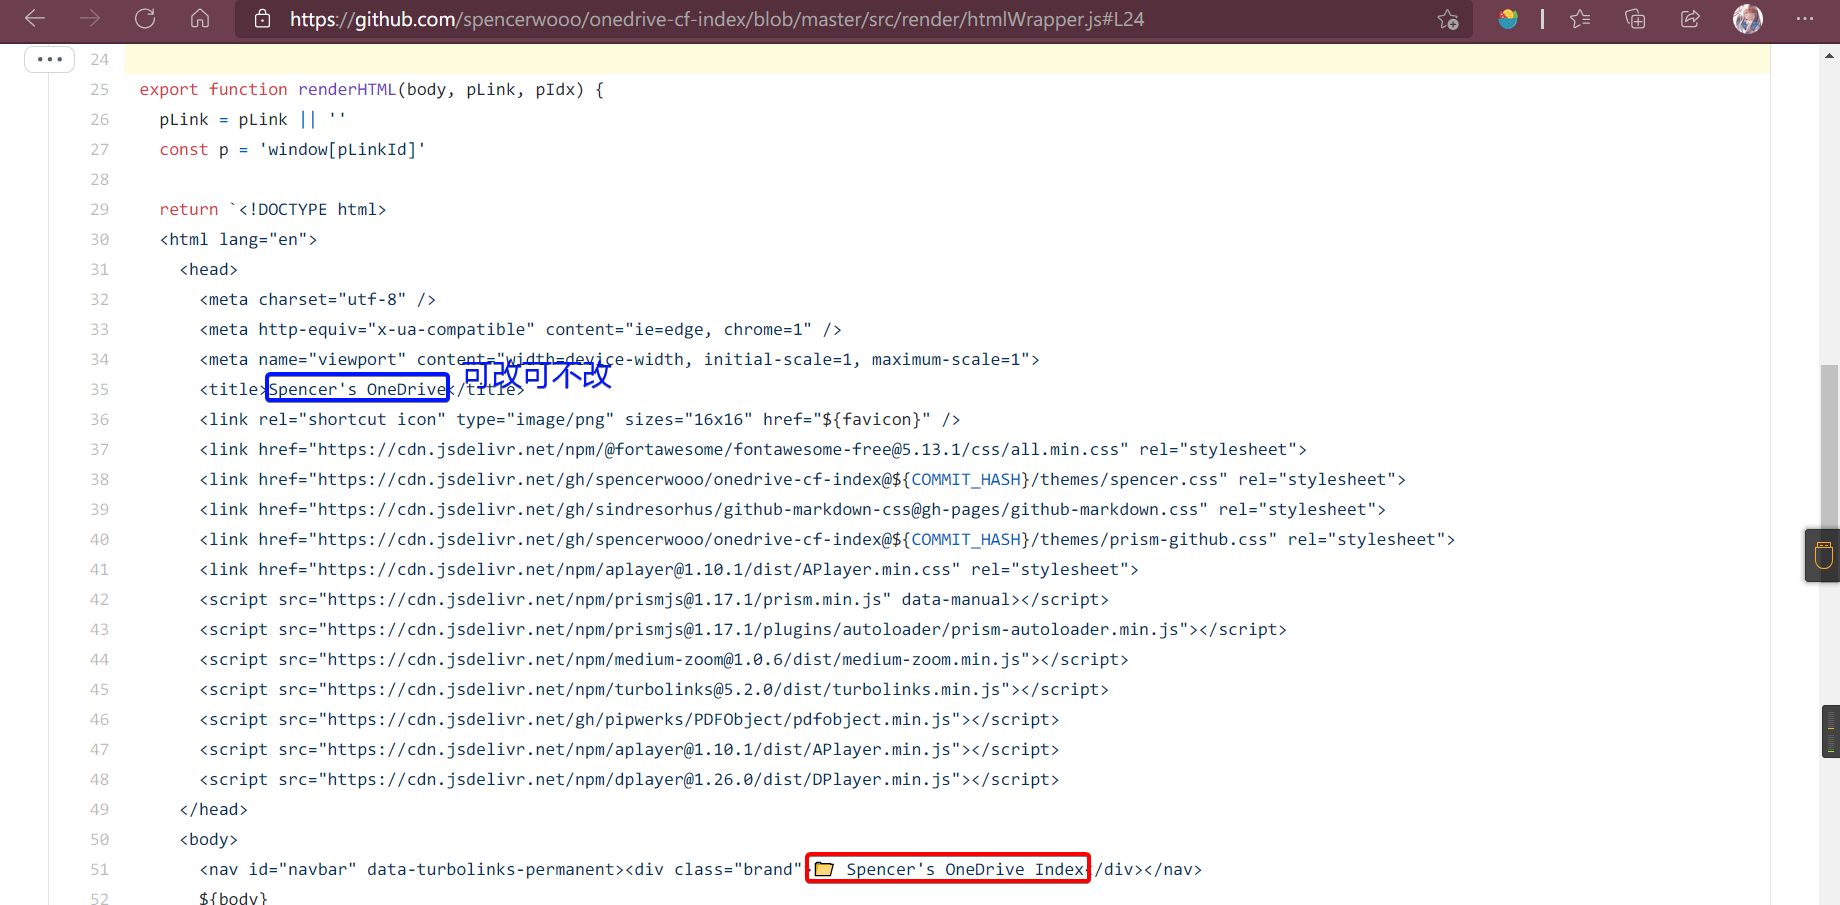 https://github.com/spencerwooo/onedrive-cf-index/blob/master/src/render/htmlWrapper.js#L24
24
25 export function renderHTML(body, pLink, pIdx) {
26 pLink = pLink || ''
27 const p = 'window[pLinkId]'
28
29 return `<!DOCTYPE html>
30 <html lang="en">
31 <head>
32 <meta charset="utf-8" />
33 <meta http-equiv="x-ua-compatible" content="ie=edge, chrome=1" />
34 <meta name="viewport" content="width=device-width, initial-scale=1, maximum-scale=1">
可改可不改
35 <title>Spencer's OneDrive</title>
36 <link rel="shortcut icon" type="image/png" sizes="16x16" href="${favicon}" />
37 <link href="https://cdn.jsdelivr.net/npm/@fortawesome/fontawesome-free@5.13.1/css/all.min.css" rel="stylesheet">
38 <link href="https://cdn.jsdelivr.net/gh/spencerwooo/onedrive-cf-index@${COMMIT_HASH}/themes/spencer.css" rel="stylesheet">
39 <link href="https://cdn.jsdelivr.net/gh/sindresorhus/github-markdown-css@gh-pages/github-markdown.css" rel="stylesheet">
40 <link href="https://cdn.jsdelivr.net/gh/spencerwooo/onedrive-cf-index@${COMMIT_HASH}/themes/prism-github.css" rel="stylesheet">
41 <link href="https://cdn.jsdelivr.net/npm/aplayer@1.10.1/dist/APlayer.min.css" rel="stylesheet">
42 <script src="https://cdn.jsdelivr.net/npm/prismjs@1.17.1/prism.min.js" data-manual></script>
43 <script src="https://cdn.jsdelivr.net/npm/prismjs@1.17.1/plugins/autoloader/prism-autoloader.min.js"></script>
44 <script src="https://cdn.jsdelivr.net/npm/medium-zoom@1.0.6/dist/medium-zoom.min.js"></script>
45 <script src="https://cdn.jsdelivr.net/npm/turbolinks@5.2.0/dist/turbolinks.min.js"></script>
46 <script src="https://cdn.jsdelivr.net/gh/pipwerks/PDFObject/pdfobject.min.js"></script>
47 <script src="https://cdn.jsdelivr.net/npm/aplayer@1.10.1/dist/APlayer.min.js"></script>
48 <script src="https://cdn.jsdelivr.net/npm/dplayer@1.26.0/dist/DPlayer.min.js"></script>
49 </head>
50 <body>
51 <nav id="navbar" data-turbolinks-permanent><div class="brand">📁 Spencer's OneDrive Index</div></nav>
52 ${body}